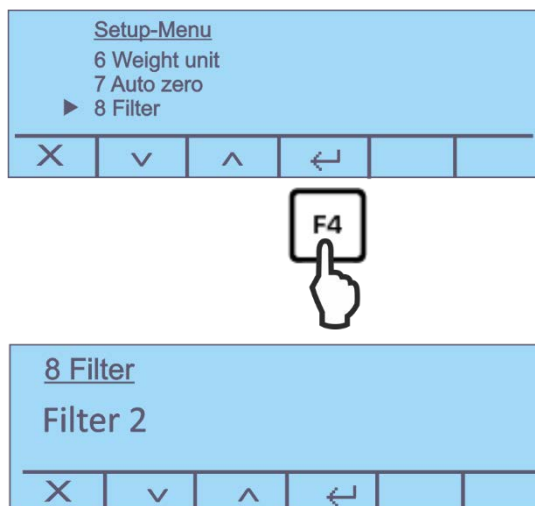 Setup-Menu
6 Weight unit
7 Auto zero
▶ 8 Filter
X ∨ ∧ ↵
F4
8 Filter
Filter 2
X ∨ ∧ ↵